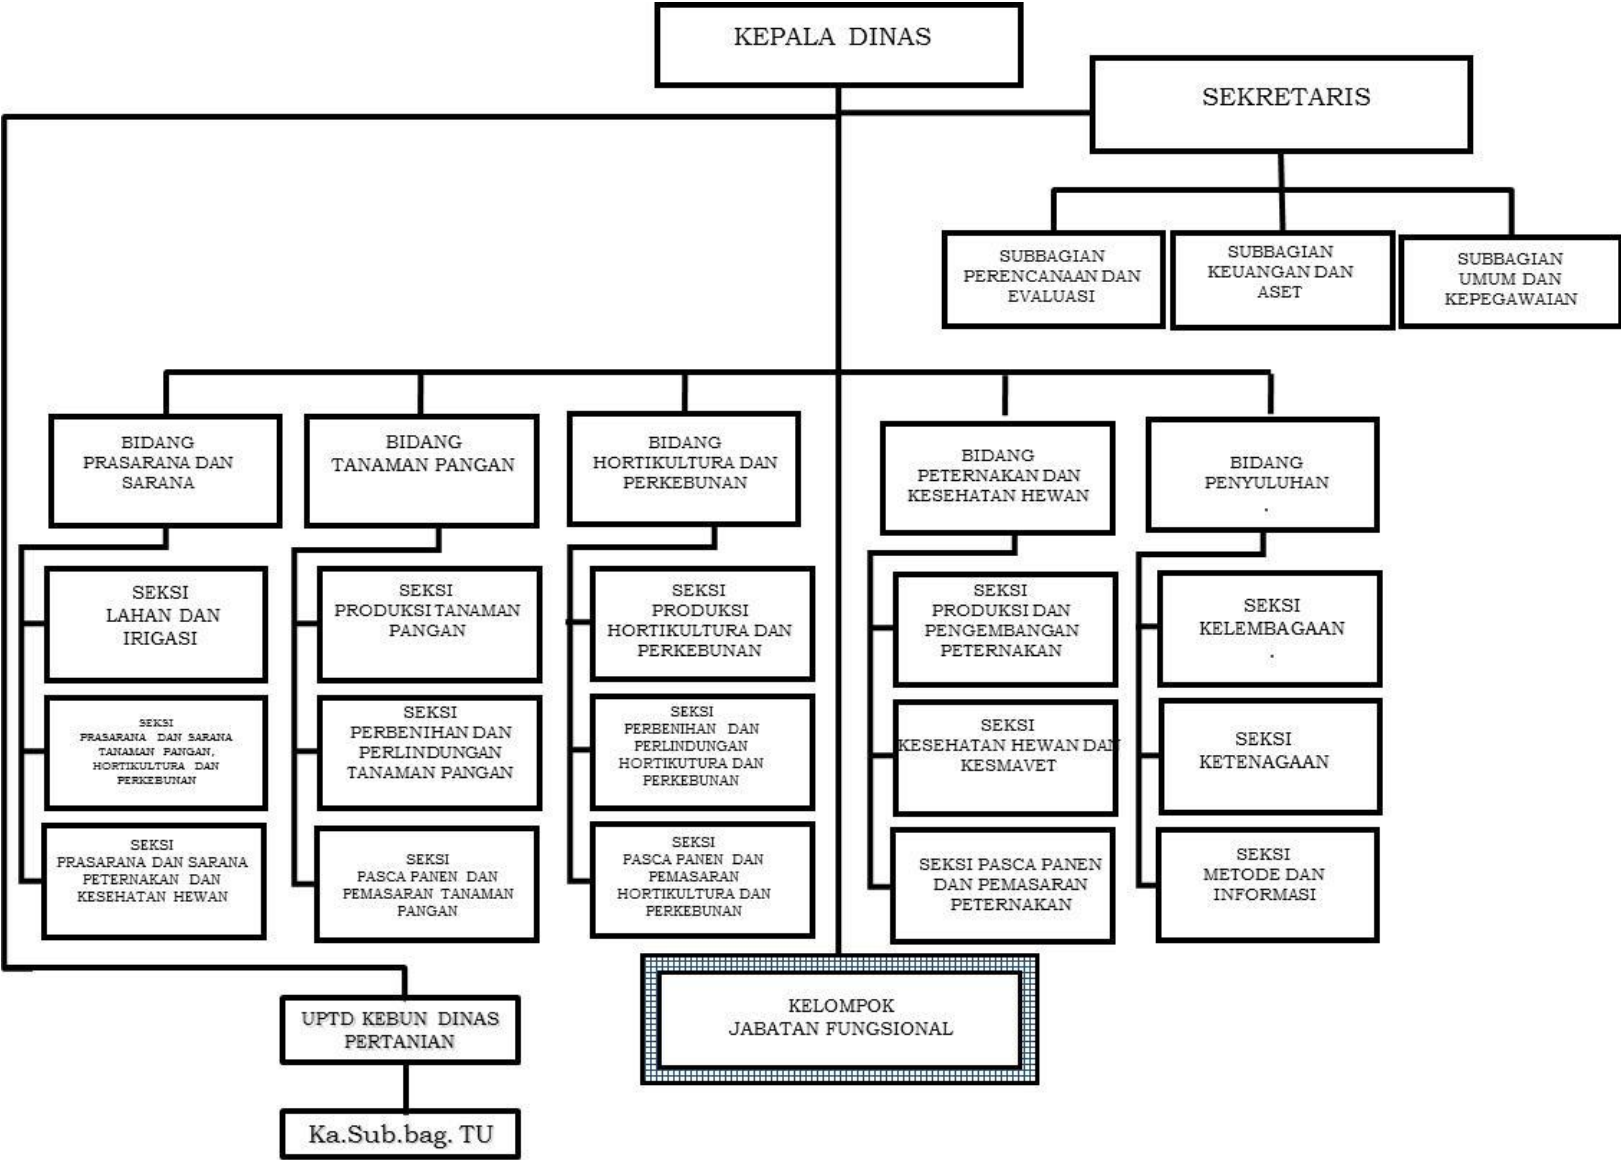 KEPALA DINAS
SEKRETARIS
SUBBAGIAN
PERENCANAAN DAN
EVALUASI
SUBBAGIAN
KEUANGAN DAN
ASET
SUBBAGIAN
UMUM DAN
KEPEGAWAIAN
BIDANG
PRASARANA DAN
SARANA
BIDANG
TANAMAN PANGAN
BIDANG
HORTIKULTURA DAN
PERKEBUNAN
BIDANG
PETERNAKAN DAN
KESEHATAN HEWAN
BIDANG
PENYULUHAN
.
SEKSI
LAHAN DAN
IRIGASI
SEKSI
PRODUKSI TANAMAN
PANGAN
SEKSI
PRODUKSI
HORTIKULTURA DAN
PERKEBUNAN
SEKSI
PRODUKSI DAN
PENGEMBANGAN
PETERNAKAN
SEKSI
KELEMBAGAAN
.
SEKSI
PRASARANA DAN SARANA
TANAMAN PANGAN,
HORTIKULTURA DAN
PERKEBUNAN
SEKSI
PERBENIHAN DAN
PERLINDUNGAN
TANAMAN PANGAN
SEKSI
PERBENIHAN DAN
PERLINDUNGAN
HORTIKUTURA DAN
PERKEBUNAN
SEKSI
KESEHATAN HEWAN DAN
KESMAVET
SEKSI
KETENAGAAN
SEKSI
PRASARANA DAN SARANA
PETERNAKAN DAN
KESEHATAN HEWAN
SEKSI
PASCA PANEN DAN
PEMASARAN TANAMAN
PANGAN
SEKSI
PASCA PANEN DAN
PEMASARAN
HORTIKULTURA DAN
PERKEBUNAN
SEKSI PASCA PANEN
DAN PEMASARAN
PETERNAKAN
SEKSI
METODE DAN
INFORMASI
UPTD KEBUN DINAS
PERTANIAN
KELOMPOK
JABATAN FUNGSIONAL
Ka.Sub.bag. TU